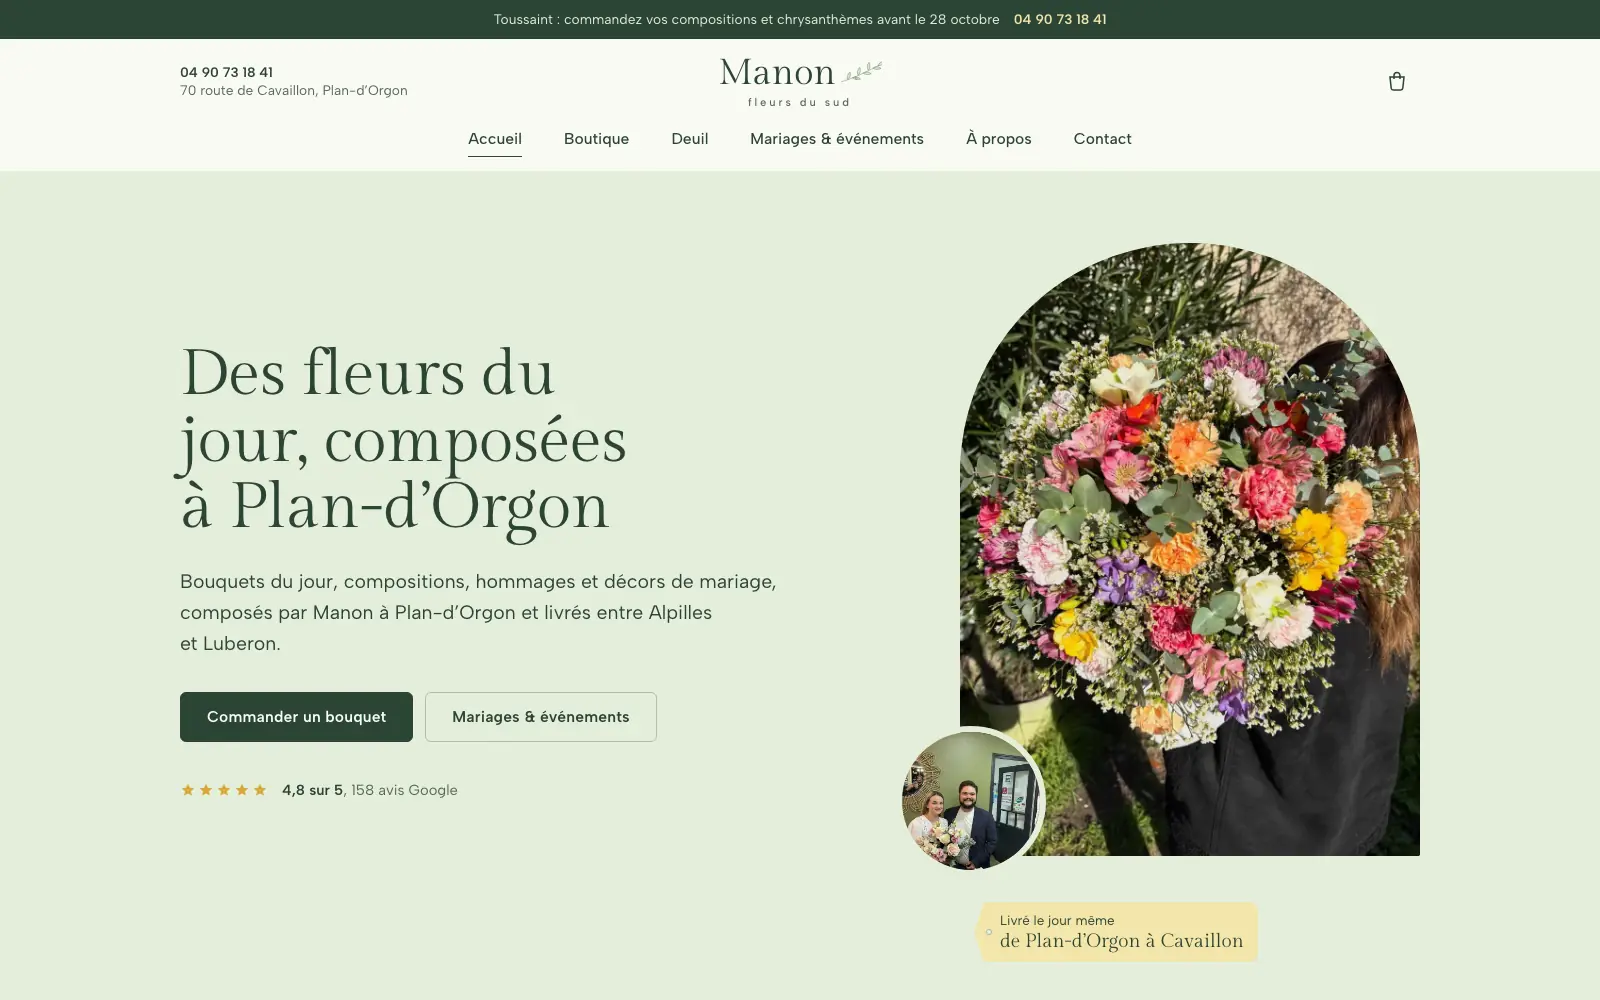 Toussaint : commandez vos compositions et chrysanthèmes avant le 28 octobre 04 90 73 18 41
04 90 73 18 41
70 route de Cavaillon, Plan-d’Orgon
Manon
fleurs du sud
Accueil Boutique Deuil Mariages & événements À propos Contact
Des fleurs du
jour, composées
à Plan-d’Orgon
Bouquets du jour, compositions, hommages et décors de mariage,
composés par Manon à Plan-d’Orgon et livrés entre Alpilles
et Luberon.
Commander un bouquet Mariages & événements
4,8 sur 5, 158 avis Google
Livré le jour même
de Plan-d’Orgon à Cavaillon